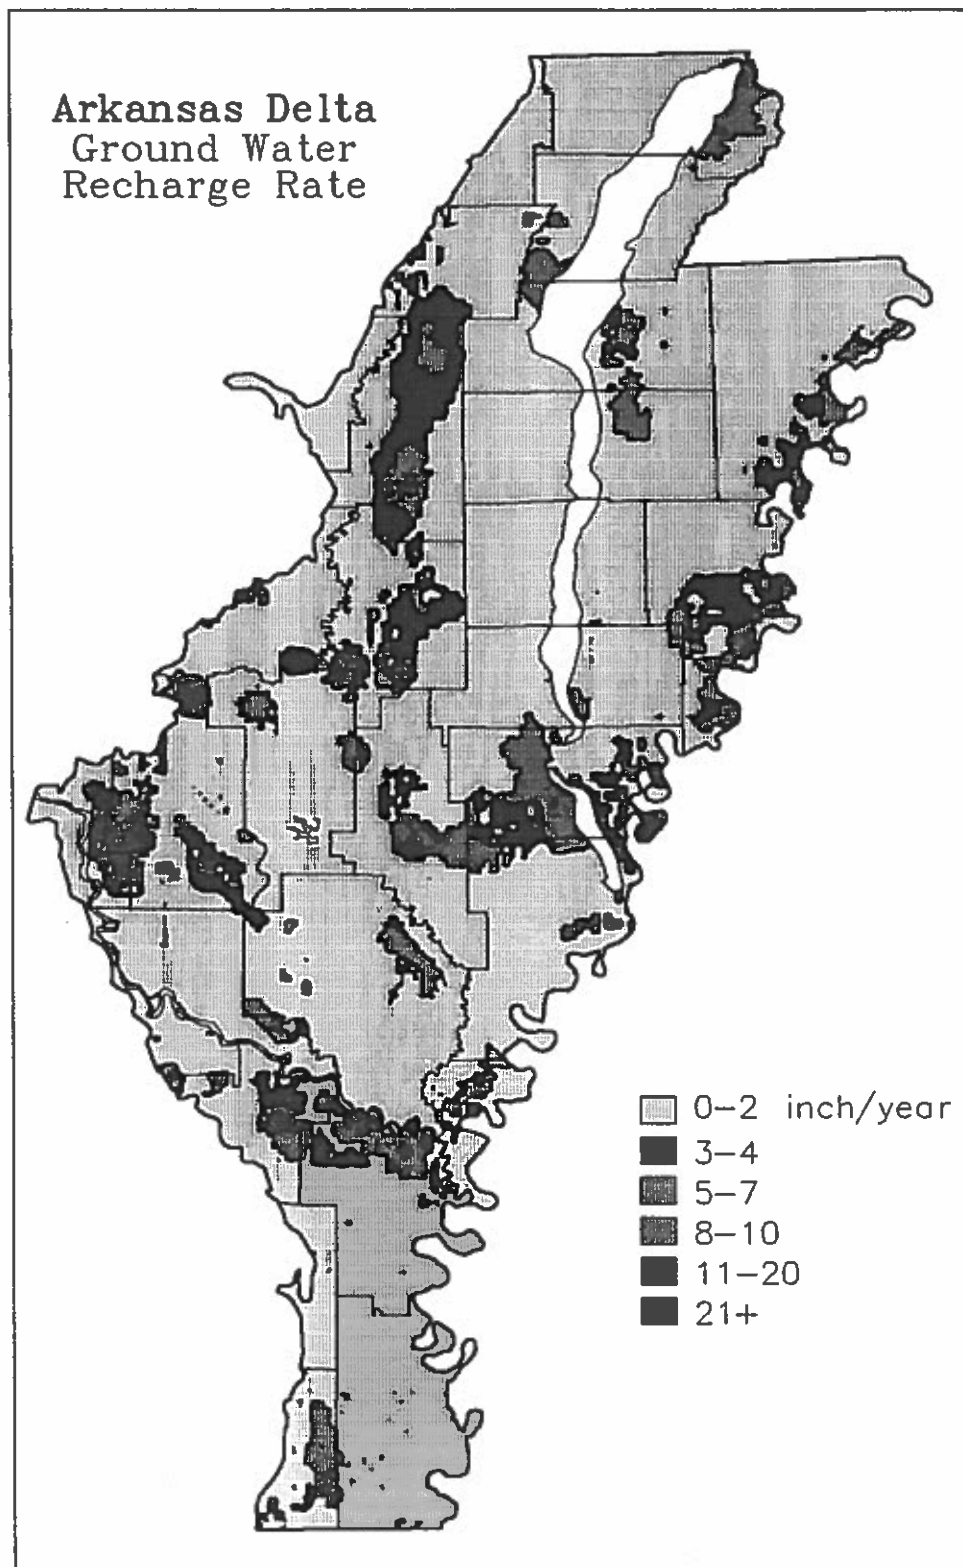 Arkansas Delta
Ground Water
Recharge Rate
0-2 inch/year
3-4
5-7
8-10
11-20
21+